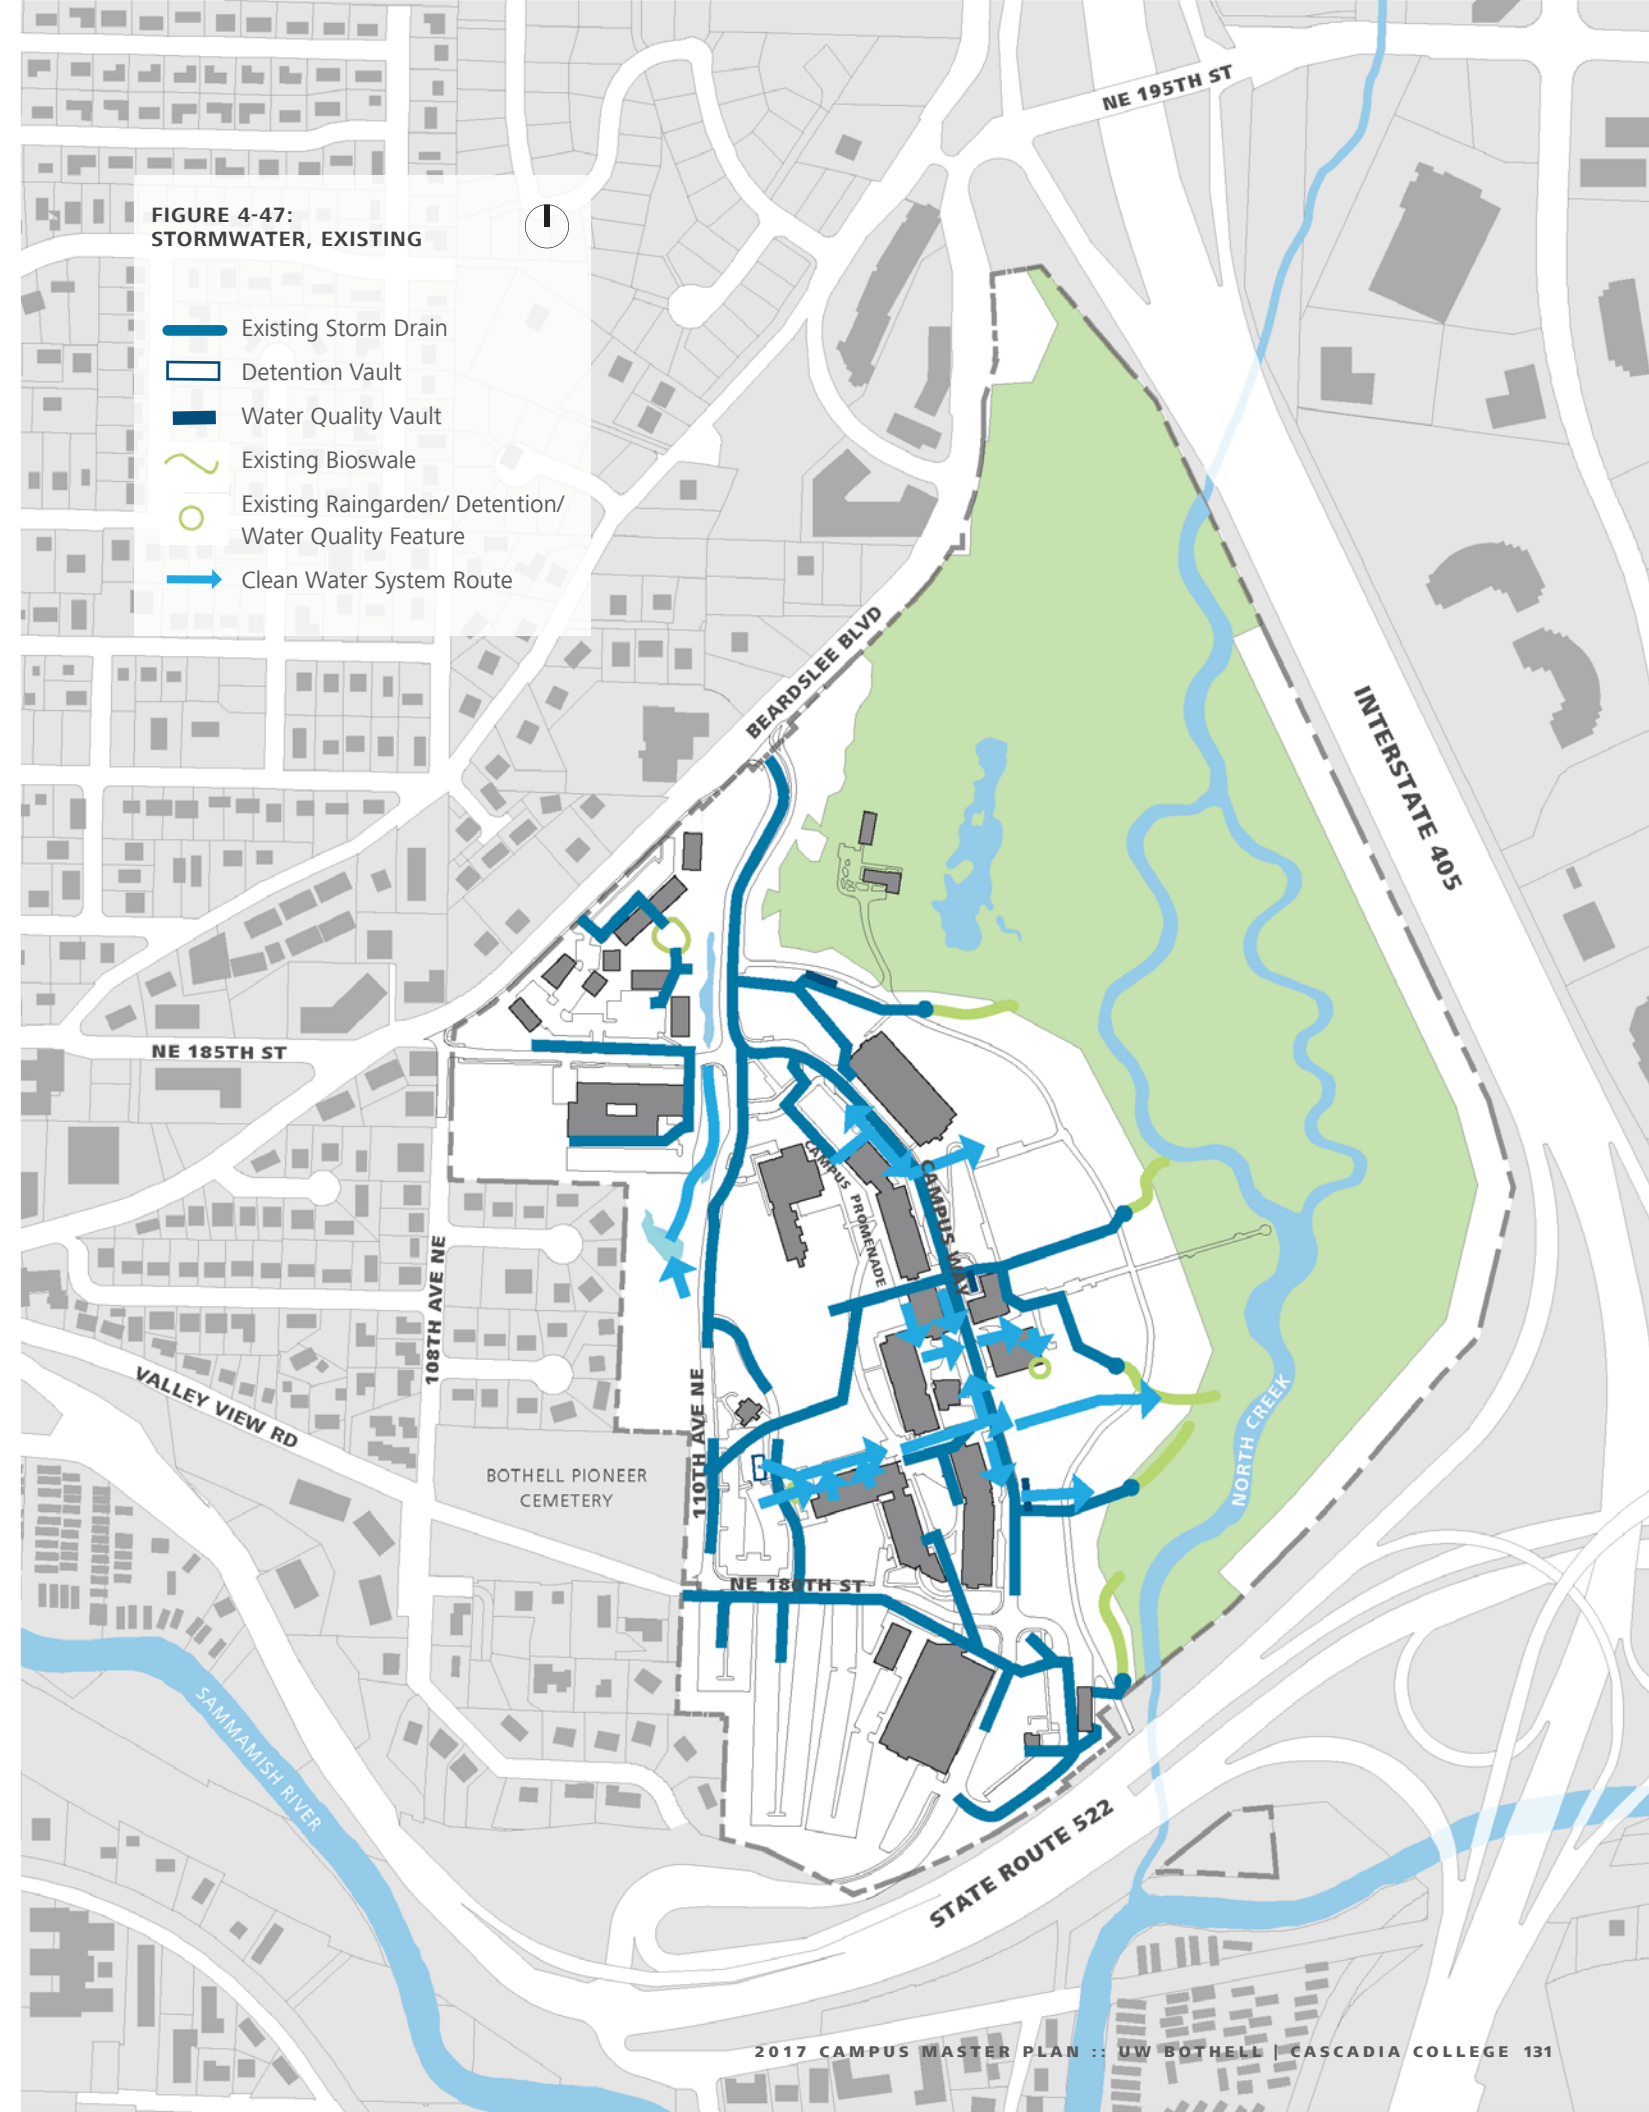 NE 195TH ST
FIGURE 4-47:
STORMWATER, EXISTING
Existing Storm Drain
Detention Vault
Water Quality Vault
Existing Bioswale
Existing Raingarden/ Detention/
Water Quality Feature
Clean Water System Route
BEARDSLEE BLVD
INTERSTATE 405
NE 185TH ST
CAMPUS PROMENADE
CAMPUS WAY
108TH AVE NE
VALLEY VIEW RD
110TH AVE NE
NORTH CREEK
BOTHELL PIONEER
CEMETERY
NE 180TH ST
SAMMAMISH RIVER
STATE ROUTE 522
2017 CAMPUS MASTER PLAN :: UW BOTHELL | CASCADIA COLLEGE 131